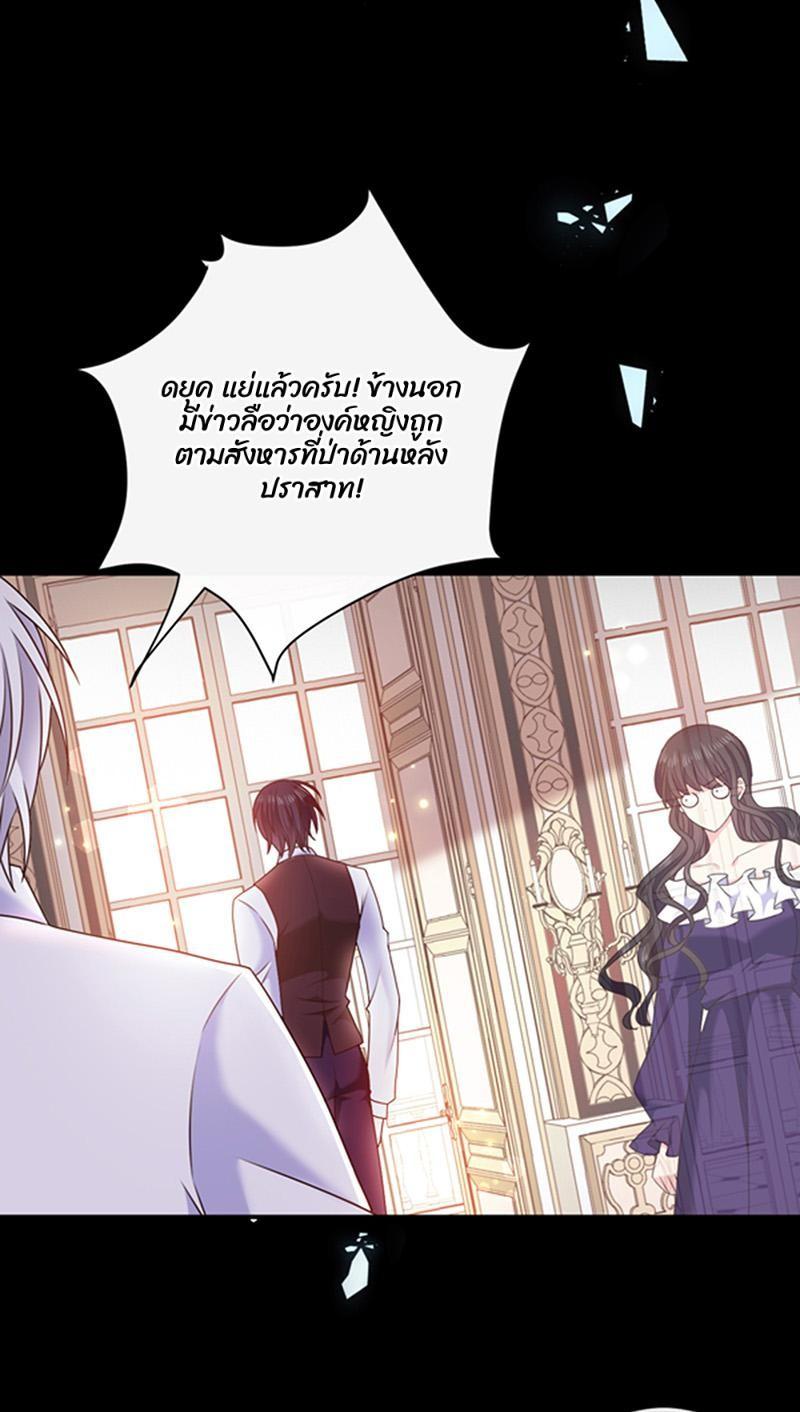 ดยุค แย่แล้วครับ! ข้างนอก
มีข่าวลือว่าองค์หญิงถูก
ตามสังหารที่ป่าด้านหลัง
ปราสาท!